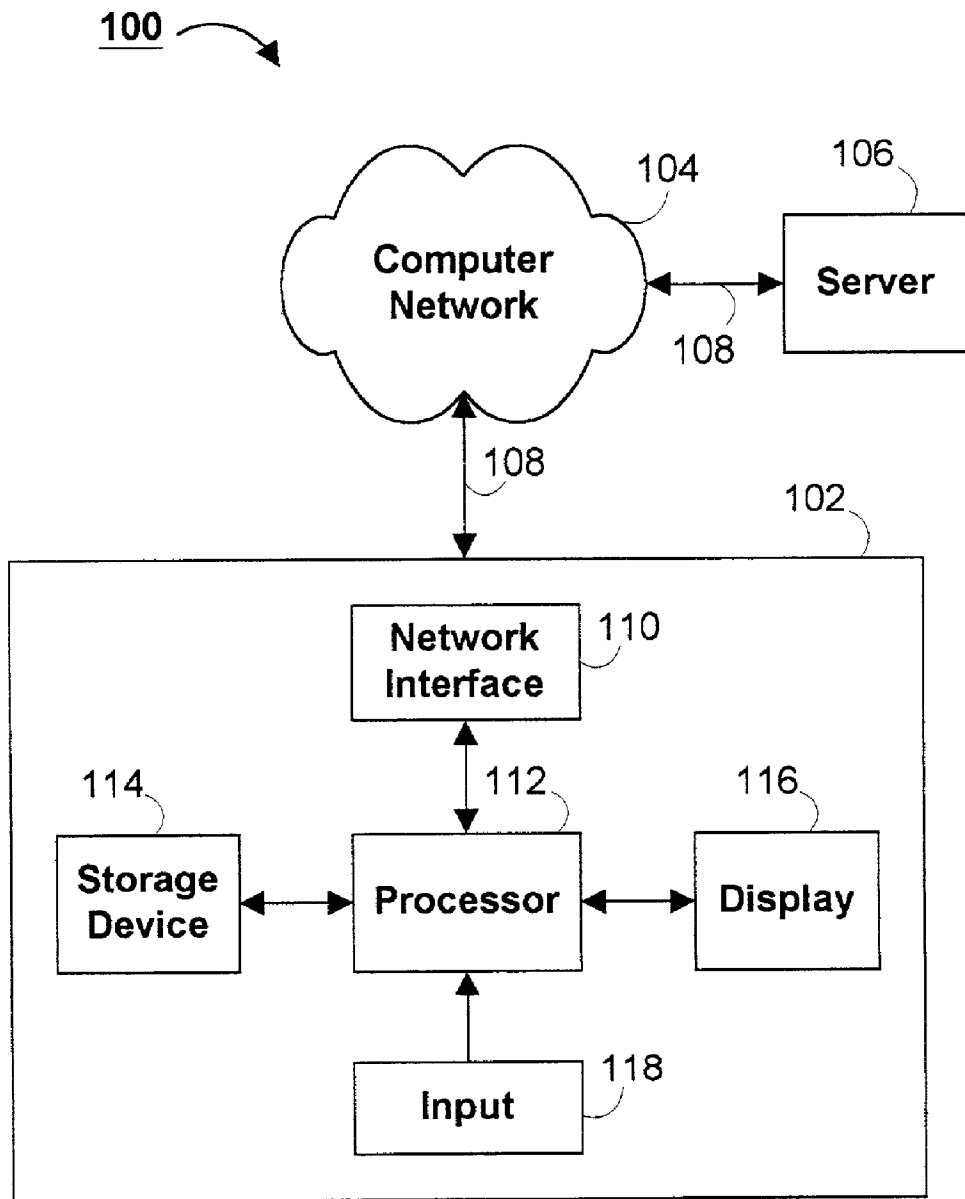 100
104
106
Computer
Network
Server
108
108
102
Network
Interface
110
114
112
116
Storage
Device
Processor
Display
Input
118